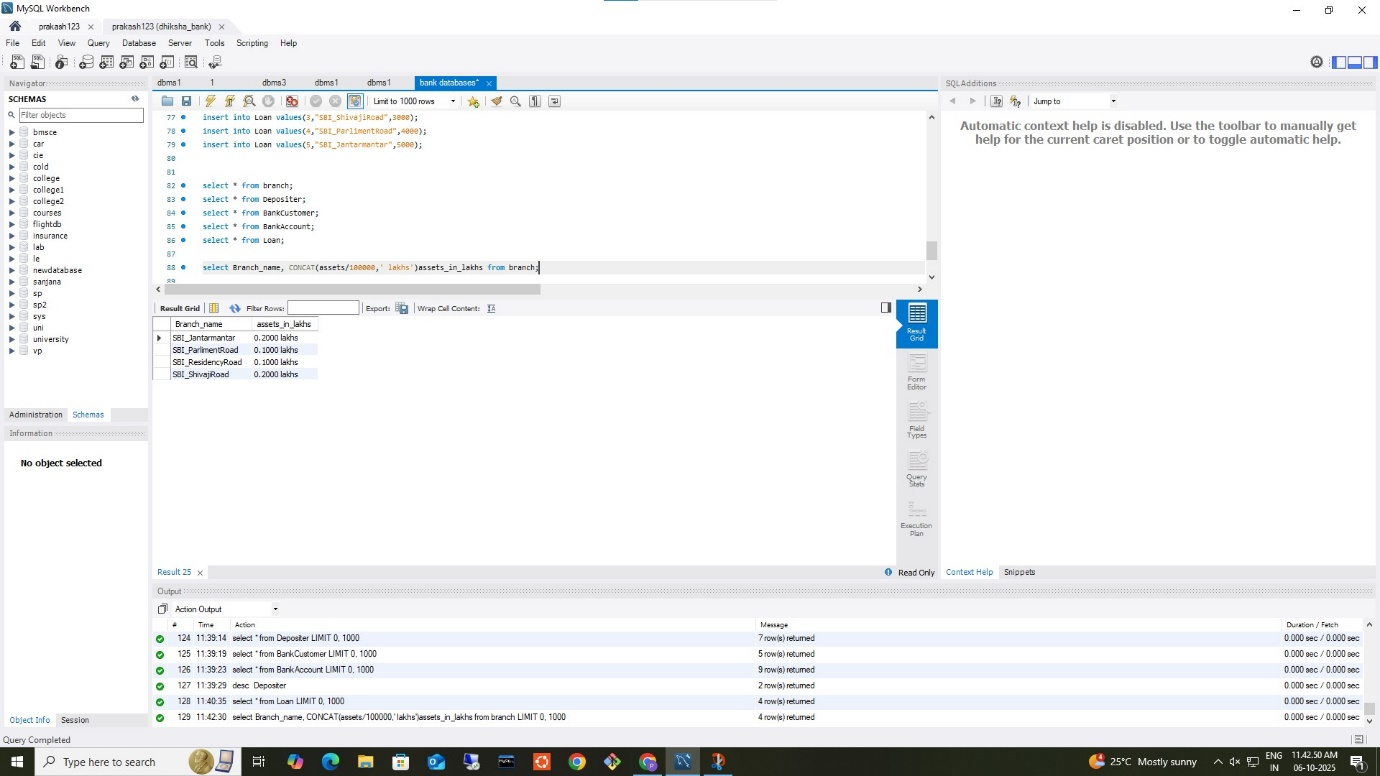 MySQL Workbench
prakash123 prakash123 (dhiksha_bank)
File Edit View Query Database Server Tools Scripting Help
Navigator
SCHEMAS
Filter objects
bmsce
car
cie
cold
college
college1
college2
courses
flightdb
insurance
lab
le
newdatabase
sanjana
sp
sp2
sys
uni
university
vp
Administration Schemas
Information
No object selected
Object Info Session
dbms1 1 dbms3 dbms1 dbms1 bank databases*
Limit to 1000 rows
77 insert into Loan values(3,"SBI_ShivajiRoad",3000);
78 insert into Loan values(4,"SBI_ParlimentRoad",4000);
79 insert into Loan values(5,"SBI_Jantarmantar",5000);
80
81
82 select * from branch;
83 select * from Depositer;
84 select * from BankCustomer;
85 select * from BankAccount;
86 select * from Loan;
87
88 select Branch_name, CONCAT(assets/100000,' lakhs')assets_in_lakhs from branch;
89
Result Grid Filter Rows: Export: Wrap Cell Content:
Branch_name assets_in_lakhs
SBI_Jantarmantar 0.2000 lakhs
SBI_ParlimentRoad 0.1000 lakhs
SBI_ResidencyRoad 0.1000 lakhs
SBI_ShivajiRoad 0.2000 lakhs
Result Grid
Form Editor
Field Types
Query Stats
Execution Plan
Result 25 Read Only
SQLAdditions
Jump to
Automatic context help is disabled. Use the toolbar to manually get
help for the current caret position or to toggle automatic help.
Context Help Snippets
Output
Action Output
# Time Action Message Duration / Fetch
124 11:39:14 select * from Depositer LIMIT 0, 1000 7 row(s) returned 0.000 sec / 0.000 sec
125 11:39:19 select * from BankCustomer LIMIT 0, 1000 5 row(s) returned 0.000 sec / 0.000 sec
126 11:39:23 select * from BankAccount LIMIT 0, 1000 9 row(s) returned 0.000 sec / 0.000 sec
127 11:39:29 desc Depositer 2 row(s) returned 0.000 sec / 0.000 sec
128 11:40:35 select * from Loan LIMIT 0, 1000 4 row(s) returned 0.000 sec / 0.000 sec
129 11:42:30 select Branch_name, CONCAT(assets/100000,' lakhs')assets_in_lakhs from branch LIMIT 0, 1000 4 row(s) returned 0.000 sec / 0.000 sec
Query Completed
Type here to search
25°C Mostly sunny
ENG
IN
11.42.50 AM
06-10-2025